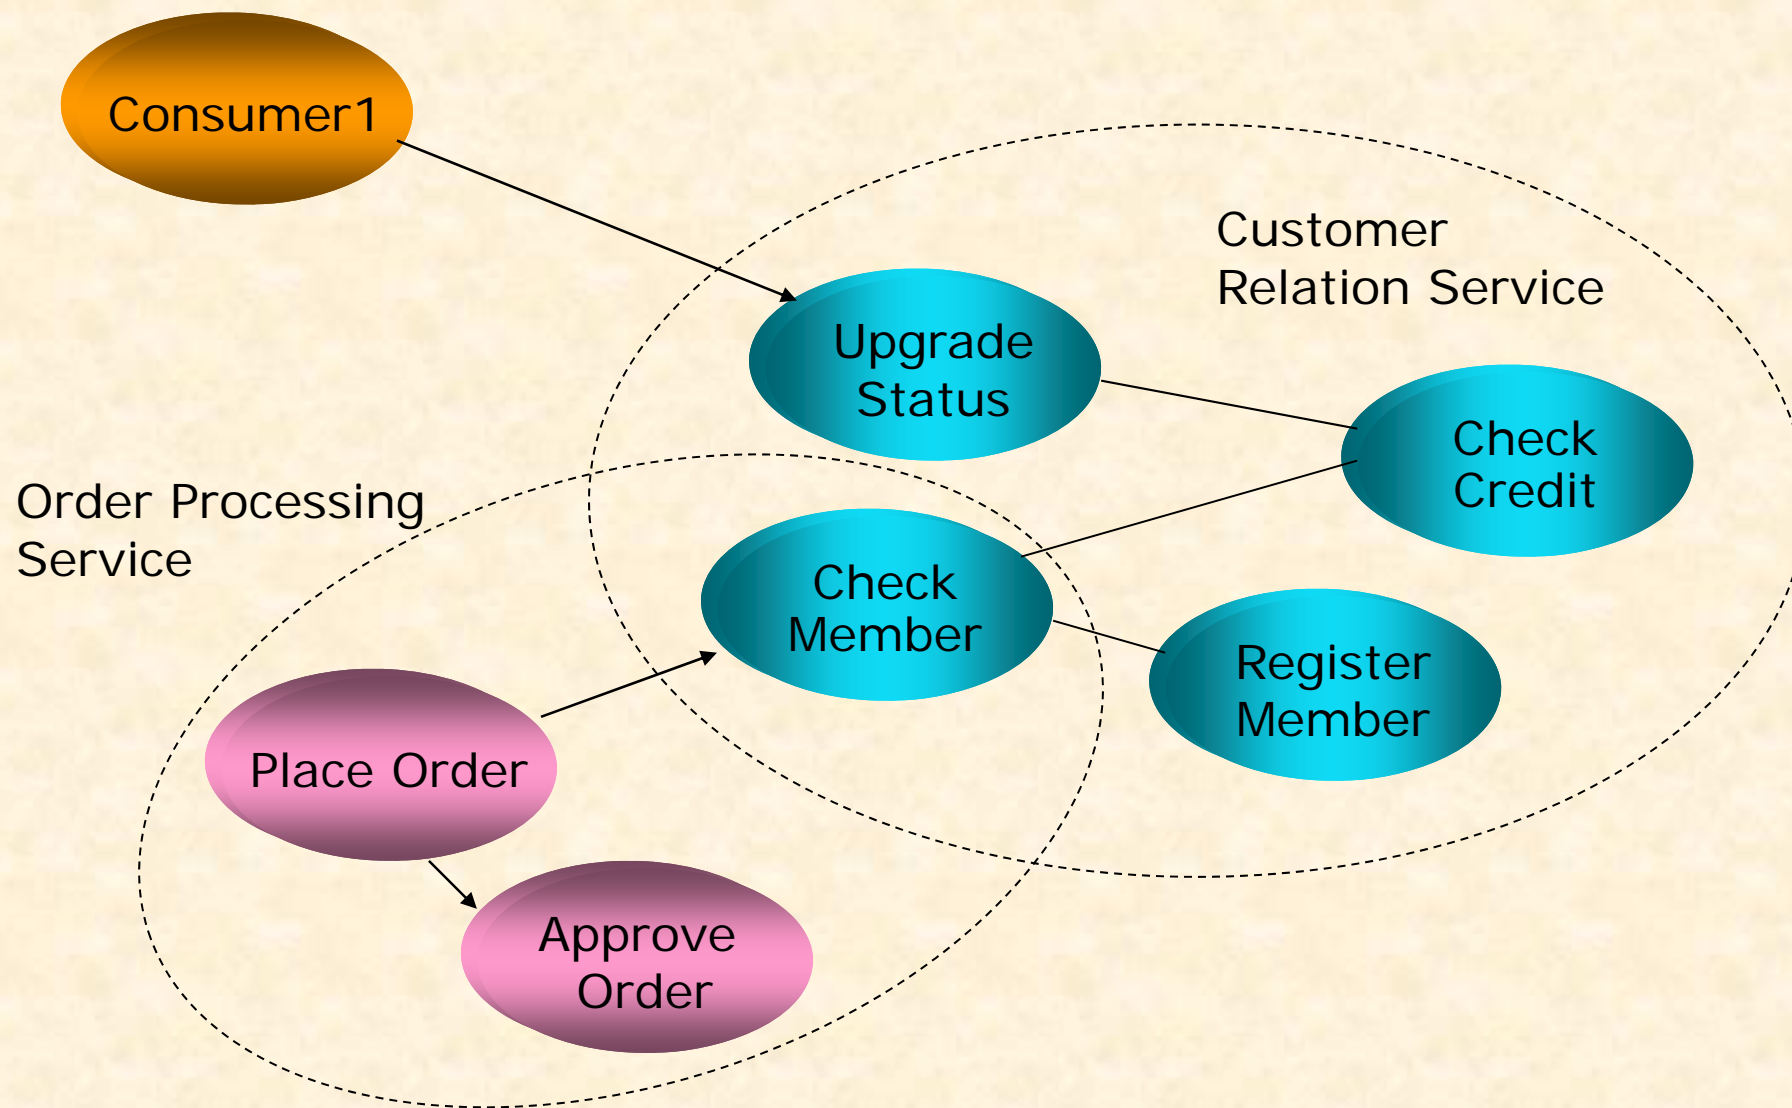 Consumer1
Customer
Relation Service
Upgrade
Status
Check
Credit
Order Processing
Service
Check
Member
Register
Member
Place Order
Approve
Order